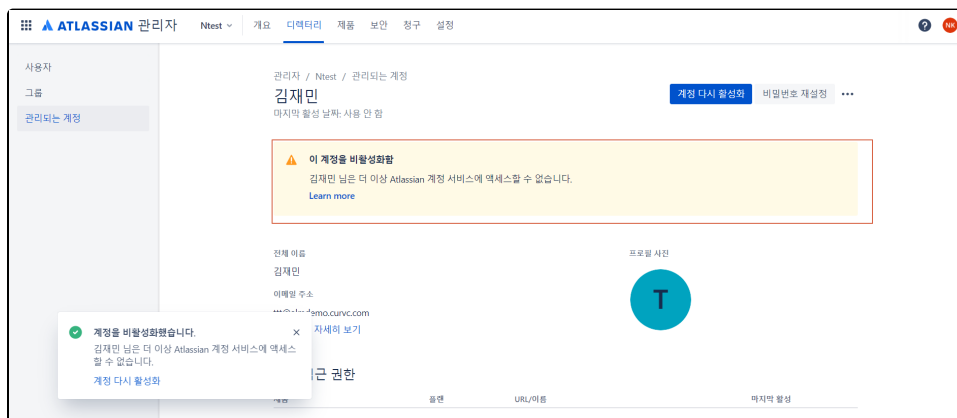 ATLASSIAN 관리자
Ntest
개요 디렉터리 제품 보안 청구 설정
? NK
사용자
그룹
관리되는 계정
관리자 / Ntest / 관리되는 계정
김재민
마지막 활성 날짜: 사용 안 함
계정 다시 활성화 비밀번호 재설정 •••
이 계정을 비활성화함
김재민 님은 더 이상 Atlassian 계정 서비스에 액세스할 수 없습니다.
Learn more
전체 이름
프로필 사진
김재민
T
이메일 주소
demo.curvc.com
자세히 보기
계정을 비활성화했습니다.
김재민 님은 더 이상 Atlassian 계정 서비스에 액세스
할 수 없습니다.
계정 다시 활성화
근 권한
플랜 URL/이름 마지막 활성